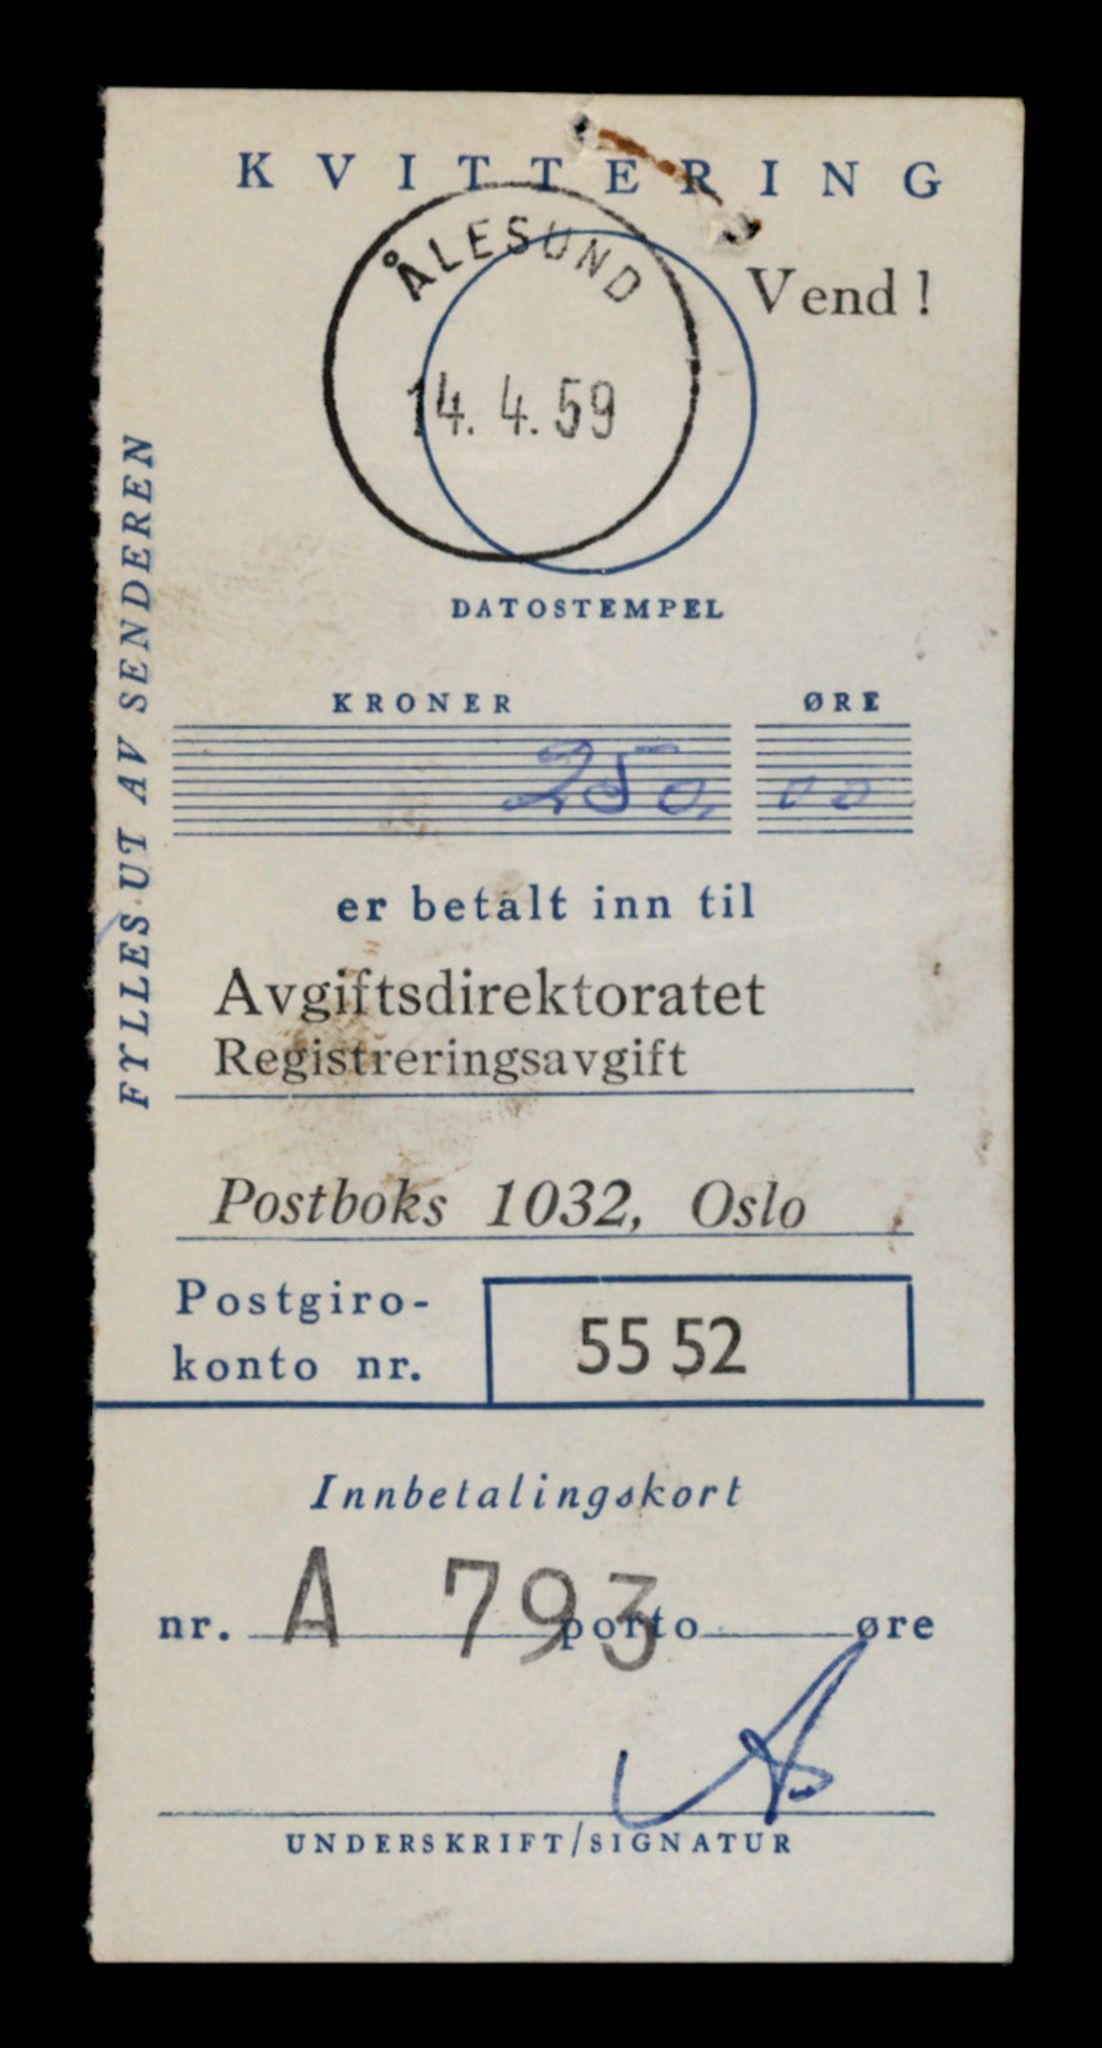 KVITTERING
ÅLESUND
Vend !
14. 4. 59
DATOSTEMPEL
FYLLES UT AV SENDEREN
KRONER ØRE
250, 00
er betalt inn til
Avgiftsdirektoratet
Registreringsavgift
Postboks 1032, Oslo
Postgiro-
konto nr. 55 52
Innbetalingskort
nr. A 793 porto øre
UNDERSKRIFT/SIGNATUR